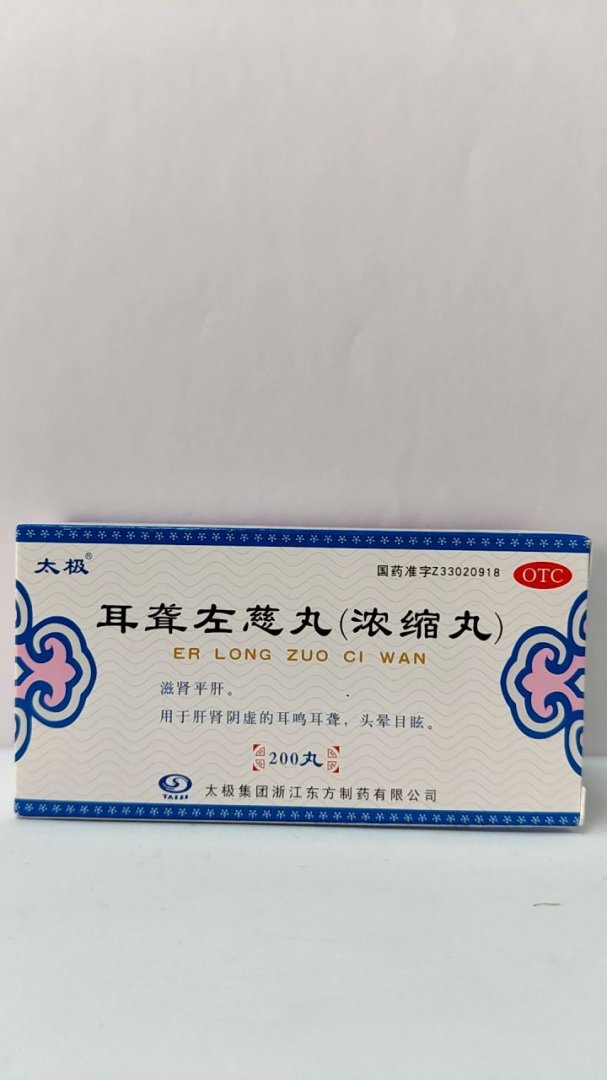 太极®
国药准字Z33020918
OTC
耳聋左慈丸(浓缩丸)
ER LONG ZUO CI WAN
滋肾平肝。
用于肝肾阴虚的耳鸣耳聋，头晕目眩。
200丸
TAIJI
太极集团浙江东方制药有限公司